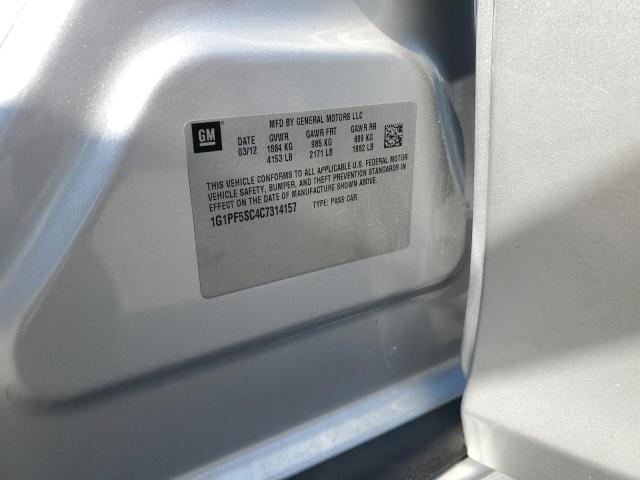 MFD BY GENERAL MOTORS LLC
GM
DATE GVWR GAWR FRT GAWR RR
03/12 1884 KG 985 KG 899 KG
4153 LB 2171 LB 1982 LB
THIS VEHICLE CONFORMS TO ALL APPLICABLE U.S. FEDERAL MOTOR
VEHICLE SAFETY, BUMPER, AND THEFT PREVENTION STANDARDS IN
EFFECT ON THE DATE OF MANUFACTURE SHOWN ABOVE.
1G1PF5SC4C7314157 TYPE: PASS CAR